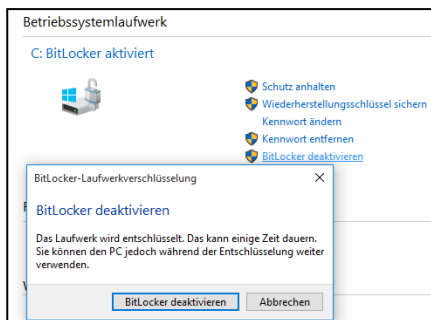 Betriebssystemlaufwerk
C: BitLocker aktiviert
Schutz anhalten
Wiederherstellungsschlüssel sichern
Kennwort ändern
Kennwort entfernen
BitLocker deaktivieren
BitLocker-Laufwerkverschlüsselung
BitLocker deaktivieren
Das Laufwerk wird entschlüsselt. Das kann einige Zeit dauern.
Sie können den PC jedoch während der Entschlüsselung weiter
verwenden.
BitLocker deaktivieren Abbrechen